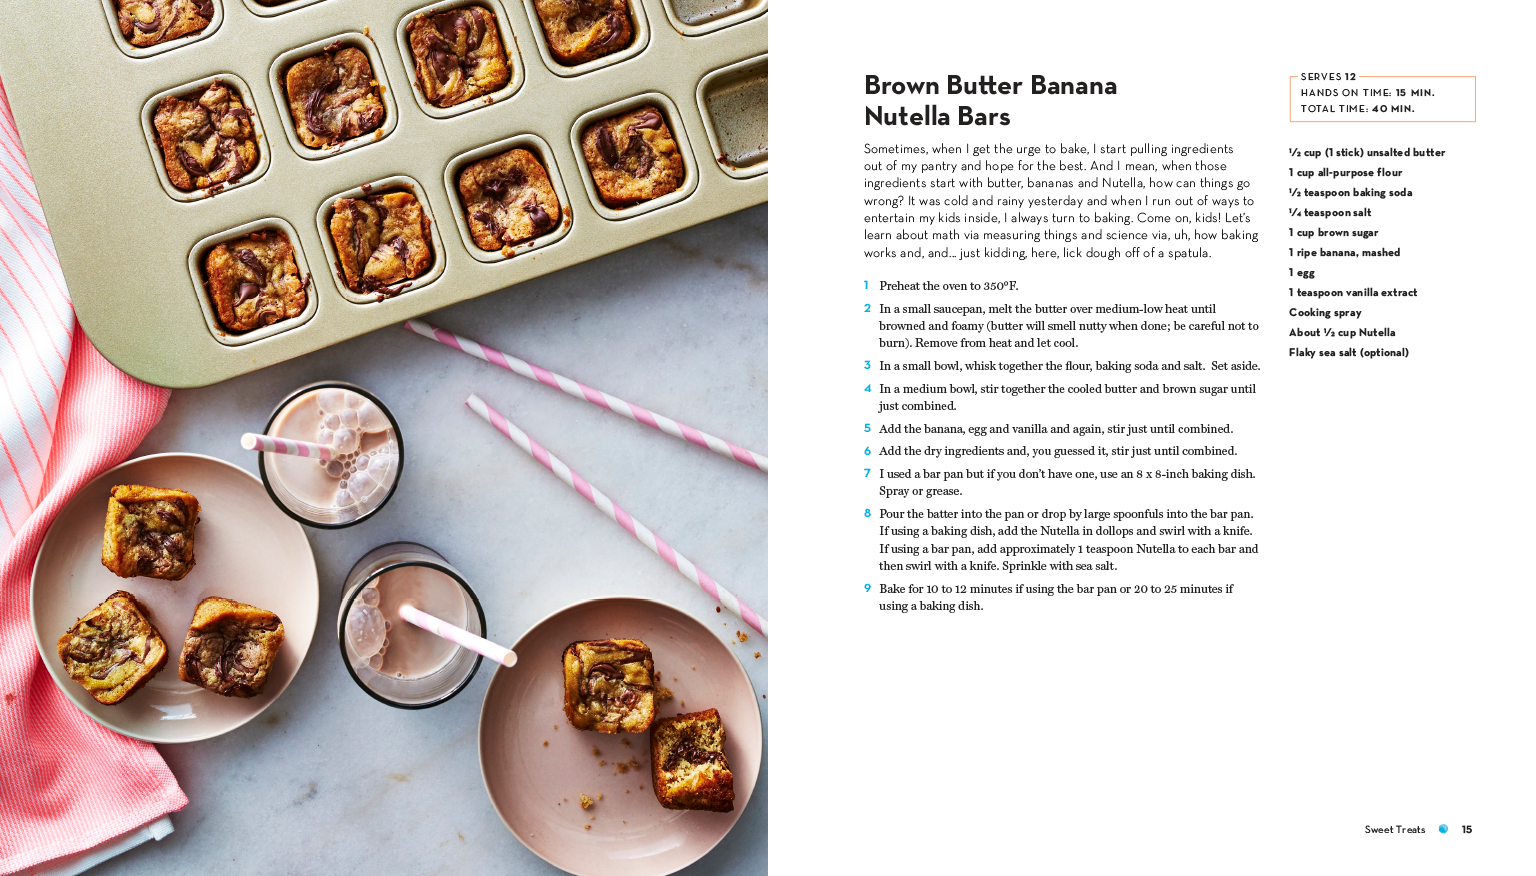 Brown Butter Banana
Nutella Bars
Sometimes, when I get the urge to bake, I start pulling ingredients
out of my pantry and hope for the best. And I mean, when those
ingredients start with butter, bananas and Nutella, how can things go
wrong? It was cold and rainy yesterday and when I run out of ways to
entertain my kids inside, I always turn to baking. Come on, kids! Let's
learn about math via measuring things and science via, uh, how baking
works and, and... just kidding, here, lick dough off of a spatula.
1 Preheat the oven to 350ºF.
2 In a small saucepan, melt the butter over medium-low heat until
browned and foamy (butter will smell nutty when done; be careful not to
burn). Remove from heat and let cool.
3 In a small bowl, whisk together the flour, baking soda and salt.  Set aside.
4 In a medium bowl, stir together the cooled butter and brown sugar until
just combined.
5 Add the banana, egg and vanilla and again, stir just until combined.
6 Add the dry ingredients and, you guessed it, stir just until combined.
7 I used a bar pan but if you don't have one, use an 8 x 8-inch baking dish.
Spray or grease.
8 Pour the batter into the pan or drop by large spoonfuls into the bar pan.
If using a baking dish, add the Nutella in dollops and swirl with a knife.
If using a bar pan, add approximately 1 teaspoon Nutella to each bar and
then swirl with a knife. Sprinkle with sea salt.
9 Bake for 10 to 12 minutes if using the bar pan or 20 to 25 minutes if
using a baking dish.
SERVES 12
HANDS ON TIME: 15 MIN.
TOTAL TIME: 40 MIN.
½ cup (1 stick) unsalted butter
1 cup all-purpose flour
½ teaspoon baking soda
¼ teaspoon salt
1 cup brown sugar
1 ripe banana, mashed
1 egg
1 teaspoon vanilla extract
Cooking spray
About ½ cup Nutella
Flaky sea salt (optional)
Sweet Treats 15